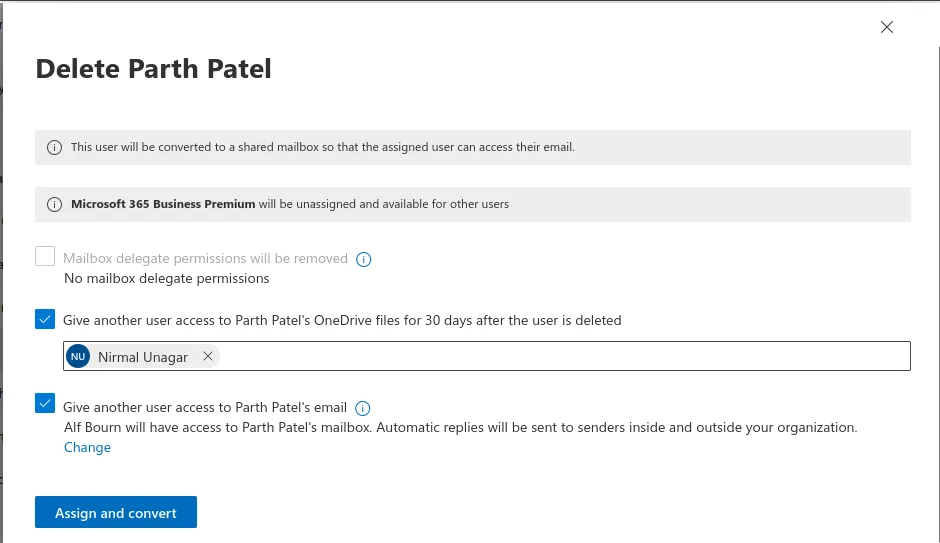 Delete Parth Patel
This user will be converted to a shared mailbox so that the assigned user can access their email.
Microsoft 365 Business Premium will be unassigned and available for other users
Mailbox delegate permissions will be removed
No mailbox delegate permissions
Give another user access to Parth Patel's OneDrive files for 30 days after the user is deleted
NU Nirmal Unagar
Give another user access to Parth Patel's email
Alf Bourn will have access to Parth Patel's mailbox. Automatic replies will be sent to senders inside and outside your organization.
Change
Assign and convert